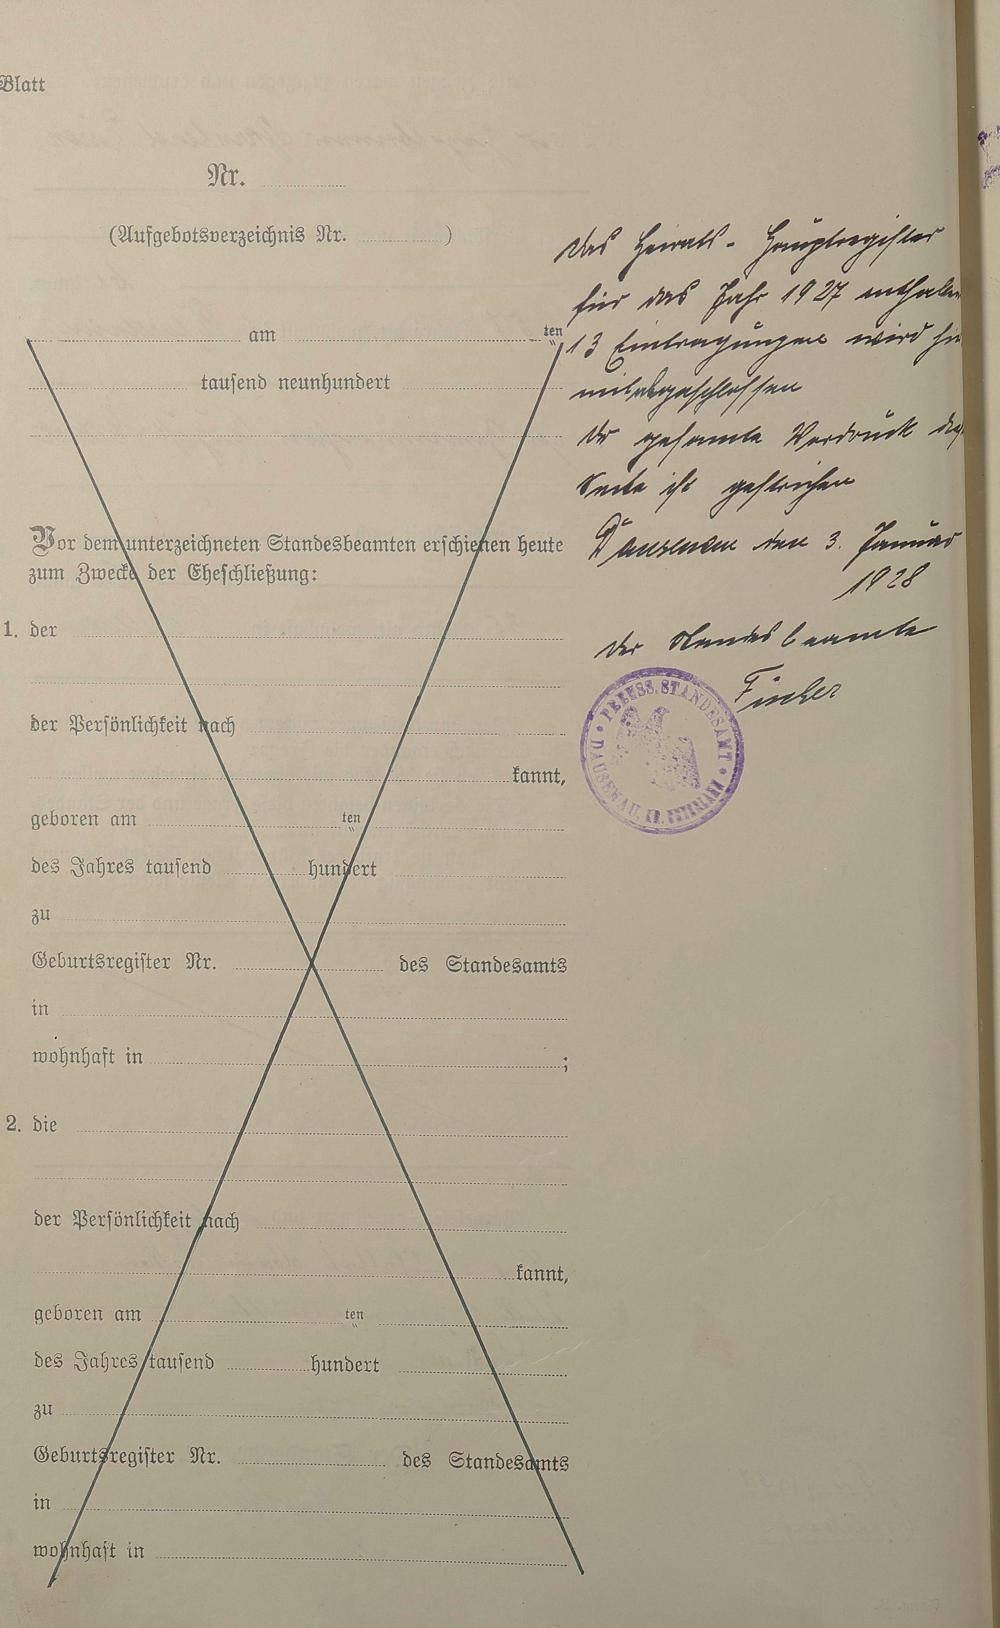 Blatt
Nr.
(Aufgebotsverzeichnis Nr. )
am ten
tausend neunhundert
Vor dem unterzeichneten Standesbeamten erschienen heute
zum Zwecke der Eheschließung:
1. der
der Persönlichkeit nach
kannt,
geboren am ten
des Jahres tausend hundert
zu
Geburtsregister Nr. des Standesamts
in
wohnhaft in ;
2. die
der Persönlichkeit nach
kannt,
geboren am ten
des Jahres tausend hundert
zu
Geburtsregister Nr. des Standesamts
in
wohnhaft in
Das Heirats-Hauptregister
für das Jahr 1927 enthaltend
13 Eintragungen wird hier
mit abgeschlossen
Der gesamte Vordruck dieser
Seite ist gestrichen
den 3. Januar
1928
Der Standesbeamte
PREUSS. STANDESAMT